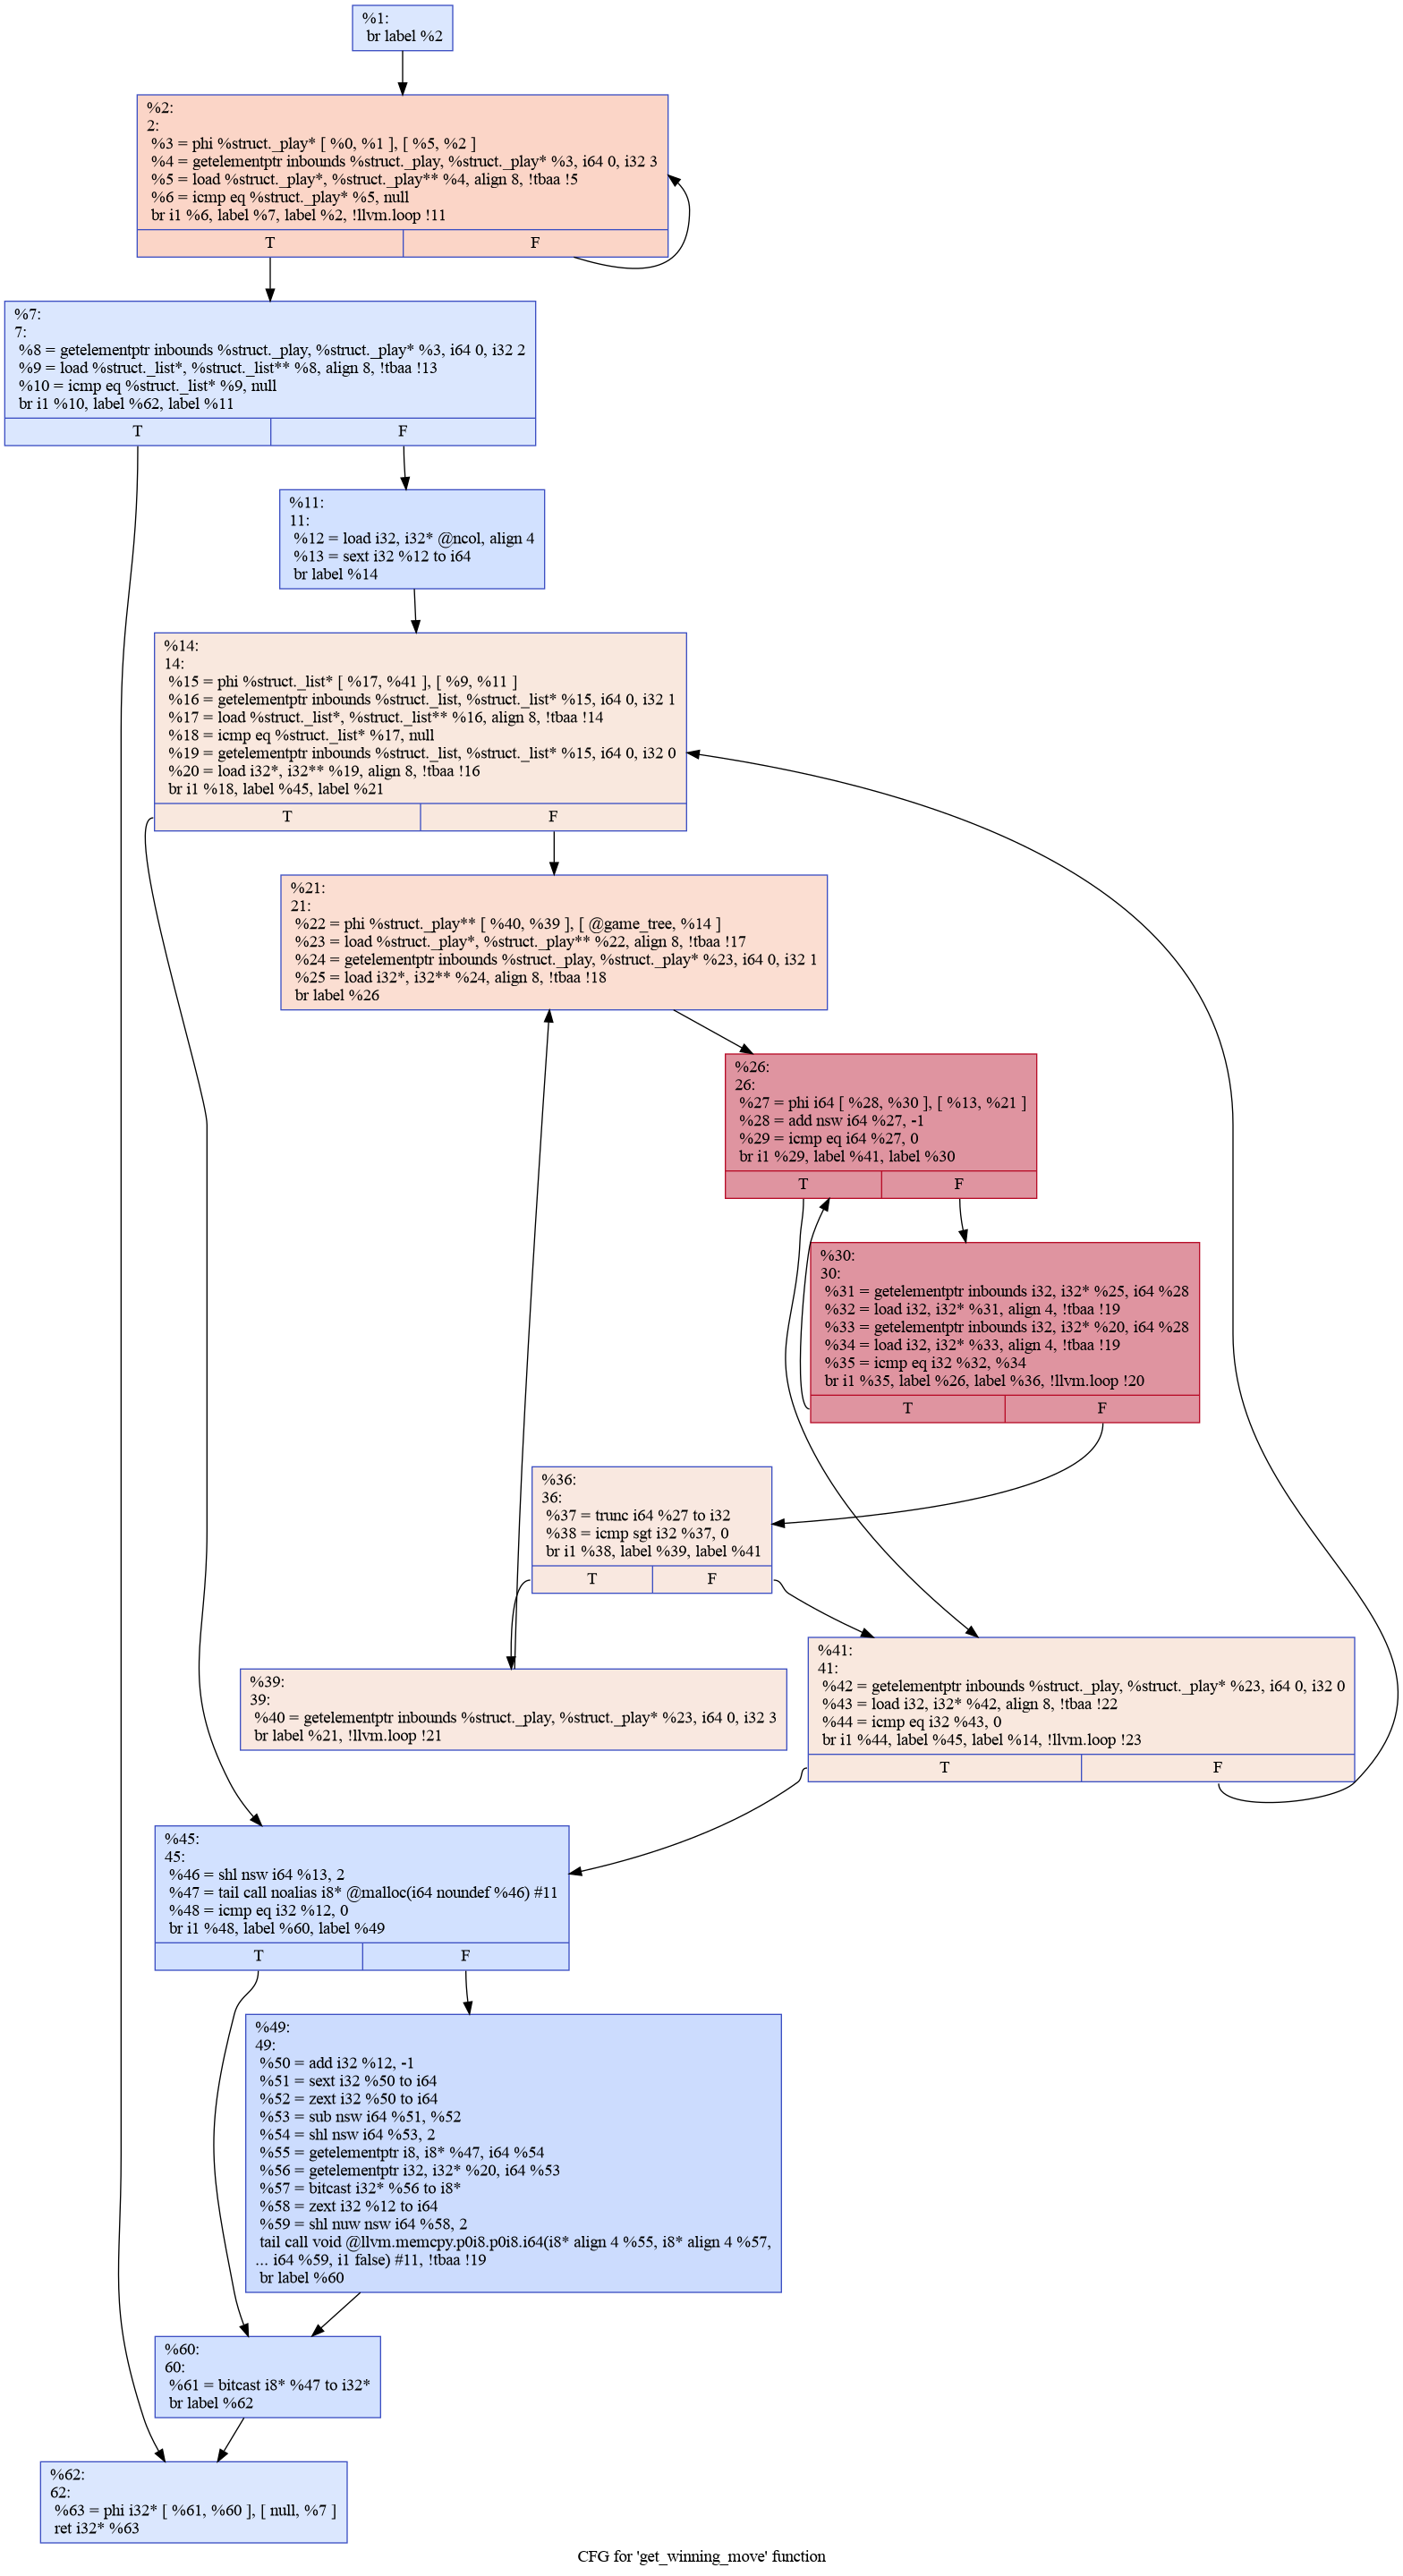 %1:
br label %2
%2:
2:
%3 = phi %struct._play* [ %0, %1 ], [ %5, %2 ]
%4 = getelementptr inbounds %struct._play, %struct._play* %3, i64 0, i32 3
%5 = load %struct._play*, %struct._play** %4, align 8, !tbaa !5
%6 = icmp eq %struct._play* %5, null
br i1 %6, label %7, label %2, !llvm.loop !11
T F
%7:
7:
%8 = getelementptr inbounds %struct._play, %struct._play* %3, i64 0, i32 2
%9 = load %struct._list*, %struct._list** %8, align 8, !tbaa !13
%10 = icmp eq %struct._list* %9, null
br i1 %10, label %62, label %11
T F
%11:
11:
%12 = load i32, i32* @ncol, align 4
%13 = sext i32 %12 to i64
br label %14
%14:
14:
%15 = phi %struct._list* [ %17, %41 ], [ %9, %11 ]
%16 = getelementptr inbounds %struct._list, %struct._list* %15, i64 0, i32 1
%17 = load %struct._list*, %struct._list** %16, align 8, !tbaa !14
%18 = icmp eq %struct._list* %17, null
%19 = getelementptr inbounds %struct._list, %struct._list* %15, i64 0, i32 0
%20 = load i32*, i32** %19, align 8, !tbaa !16
br i1 %18, label %45, label %21
T F
%21:
21:
%22 = phi %struct._play** [ %40, %39 ], [ @game_tree, %14 ]
%23 = load %struct._play*, %struct._play** %22, align 8, !tbaa !17
%24 = getelementptr inbounds %struct._play, %struct._play* %23, i64 0, i32 1
%25 = load i32*, i32** %24, align 8, !tbaa !18
br label %26
%26:
26:
%27 = phi i64 [ %28, %30 ], [ %13, %21 ]
%28 = add nsw i64 %27, -1
%29 = icmp eq i64 %27, 0
br i1 %29, label %41, label %30
T F
%30:
30:
%31 = getelementptr inbounds i32, i32* %25, i64 %28
%32 = load i32, i32* %31, align 4, !tbaa !19
%33 = getelementptr inbounds i32, i32* %20, i64 %28
%34 = load i32, i32* %33, align 4, !tbaa !19
%35 = icmp eq i32 %32, %34
br i1 %35, label %26, label %36, !llvm.loop !20
T F
%36:
36:
%37 = trunc i64 %27 to i32
%38 = icmp sgt i32 %37, 0
br i1 %38, label %39, label %41
T F
%39:
39:
%40 = getelementptr inbounds %struct._play, %struct._play* %23, i64 0, i32 3
br label %21, !llvm.loop !21
%41:
41:
%42 = getelementptr inbounds %struct._play, %struct._play* %23, i64 0, i32 0
%43 = load i32, i32* %42, align 8, !tbaa !22
%44 = icmp eq i32 %43, 0
br i1 %44, label %45, label %14, !llvm.loop !23
T F
%45:
45:
%46 = shl nsw i64 %13, 2
%47 = tail call noalias i8* @malloc(i64 noundef %46) #11
%48 = icmp eq i32 %12, 0
br i1 %48, label %60, label %49
T F
%49:
49:
%50 = add i32 %12, -1
%51 = sext i32 %50 to i64
%52 = zext i32 %50 to i64
%53 = sub nsw i64 %51, %52
%54 = shl nsw i64 %53, 2
%55 = getelementptr i8, i8* %47, i64 %54
%56 = getelementptr i32, i32* %20, i64 %53
%57 = bitcast i32* %56 to i8*
%58 = zext i32 %12 to i64
%59 = shl nuw nsw i64 %58, 2
tail call void @llvm.memcpy.p0i8.p0i8.i64(i8* align 4 %55, i8* align 4 %57,
... i64 %59, i1 false) #11, !tbaa !19
br label %60
%60:
60:
%61 = bitcast i8* %47 to i32*
br label %62
%62:
62:
%63 = phi i32* [ %61, %60 ], [ null, %7 ]
ret i32* %63
CFG for 'get_winning_move' function